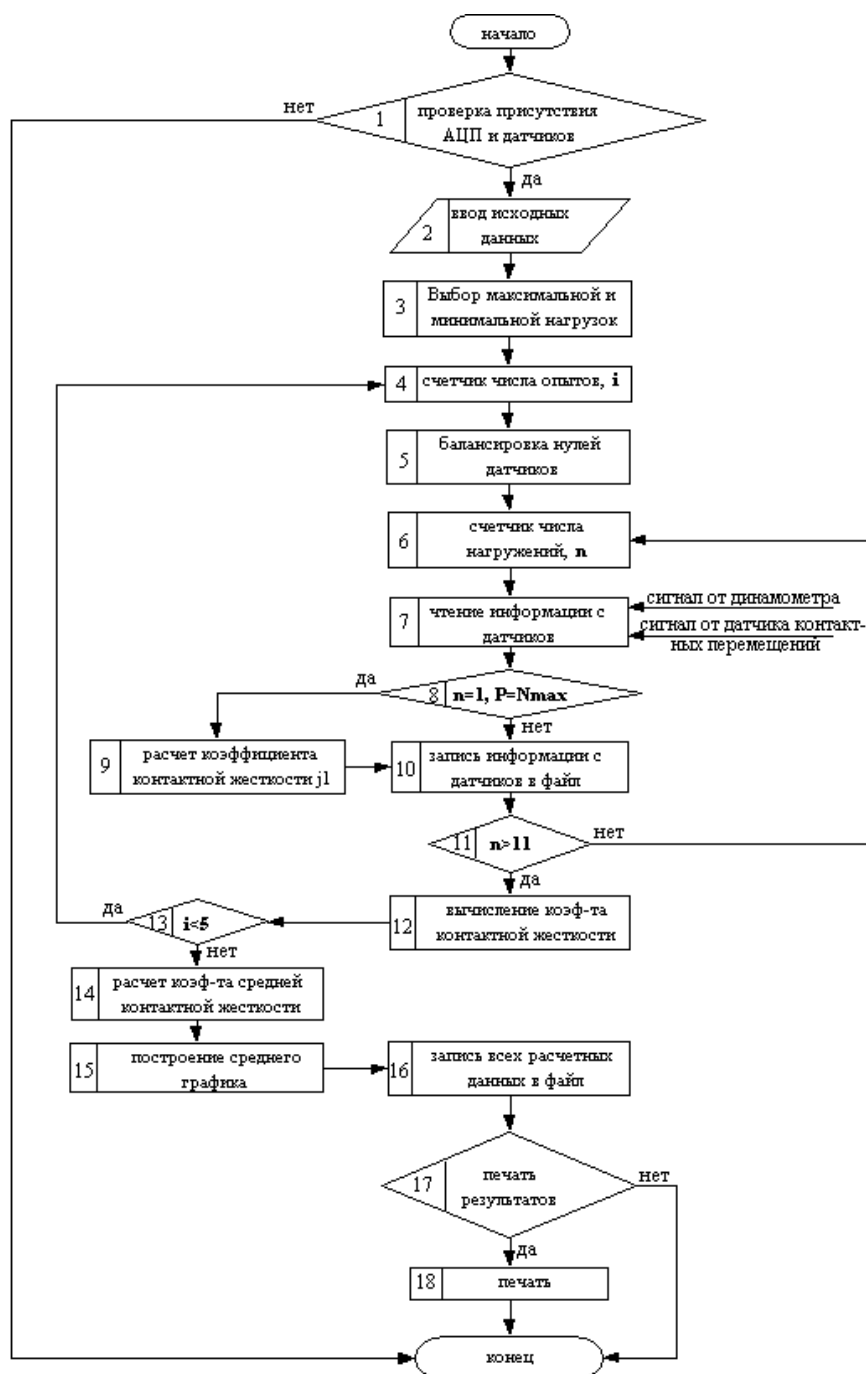 начало
нет
1
проверка присутствия
АЦП и датчиков
да
2
ввод исходных
данных
3
Выбор максимальной и
минимальной нагрузок
4
счетчик числа опытов, i
5
балансировка нулей
датчиков
6
счетчик числа
нагружений, n
7
чтение информации с
датчиков
сигнал от динамометра
сигнал от датчика контакт-
ных перемещений
да
8
n=1, P=Nmax
нет
9
расчет коэффициента
контактной жесткости j1
10
запись информации с
датчиков в файл
11
n>11
нет
да
12
вычисление коэф-та
контактной жесткости
да
13
i<5
нет
14
расчет коэф-та средней
контактной жесткости
15
построение среднего
графика
16
запись всех расчетных
данных в файл
17
печать
результатов
нет
да
18
печать
конец